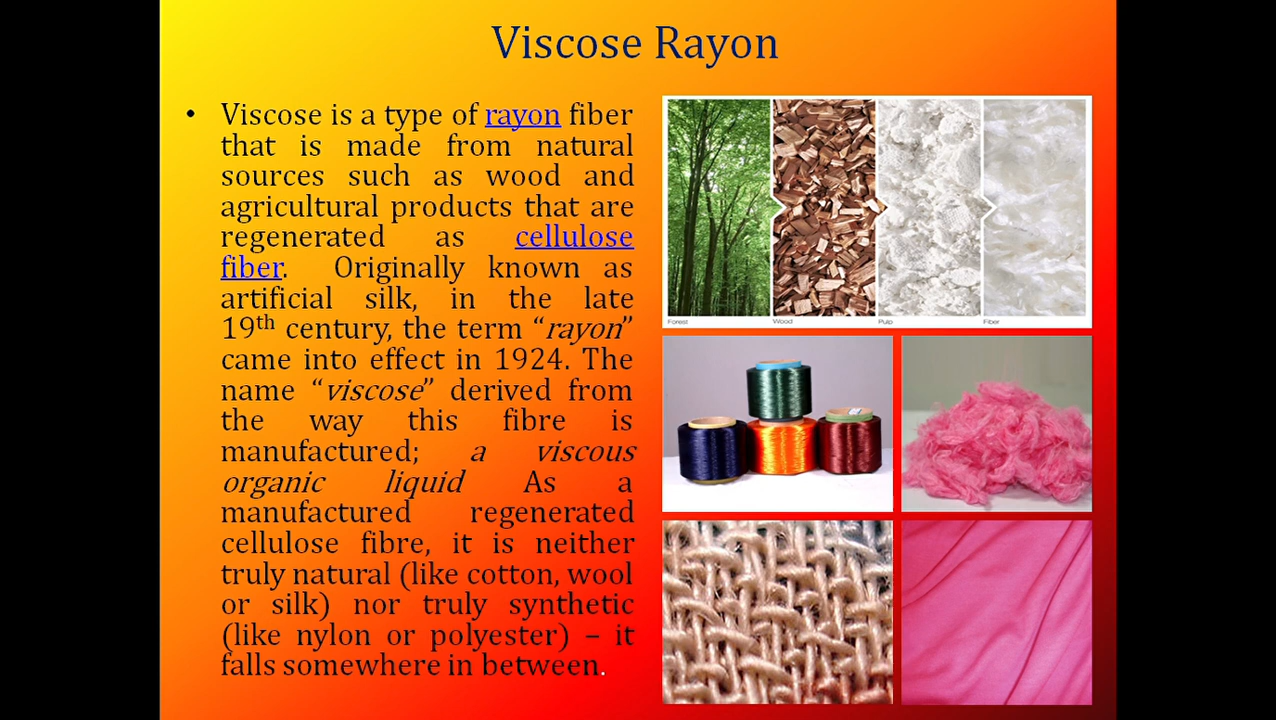 Viscose Rayon
• Viscose is a type of rayon fiber
that is made from natural
sources such as wood and
agricultural products that are
regenerated as cellulose
fiber. Originally known as
artificial silk, in the late
19th century, the term “rayon”
came into effect in 1924. The
name “viscose” derived from
the way this fibre is
manufactured; a viscous
organic liquid As a
manufactured regenerated
cellulose fibre, it is neither
truly natural (like cotton, wool
or silk) nor truly synthetic
(like nylon or polyester) – it
falls somewhere in between.
Forest Wood Pulp Fiber